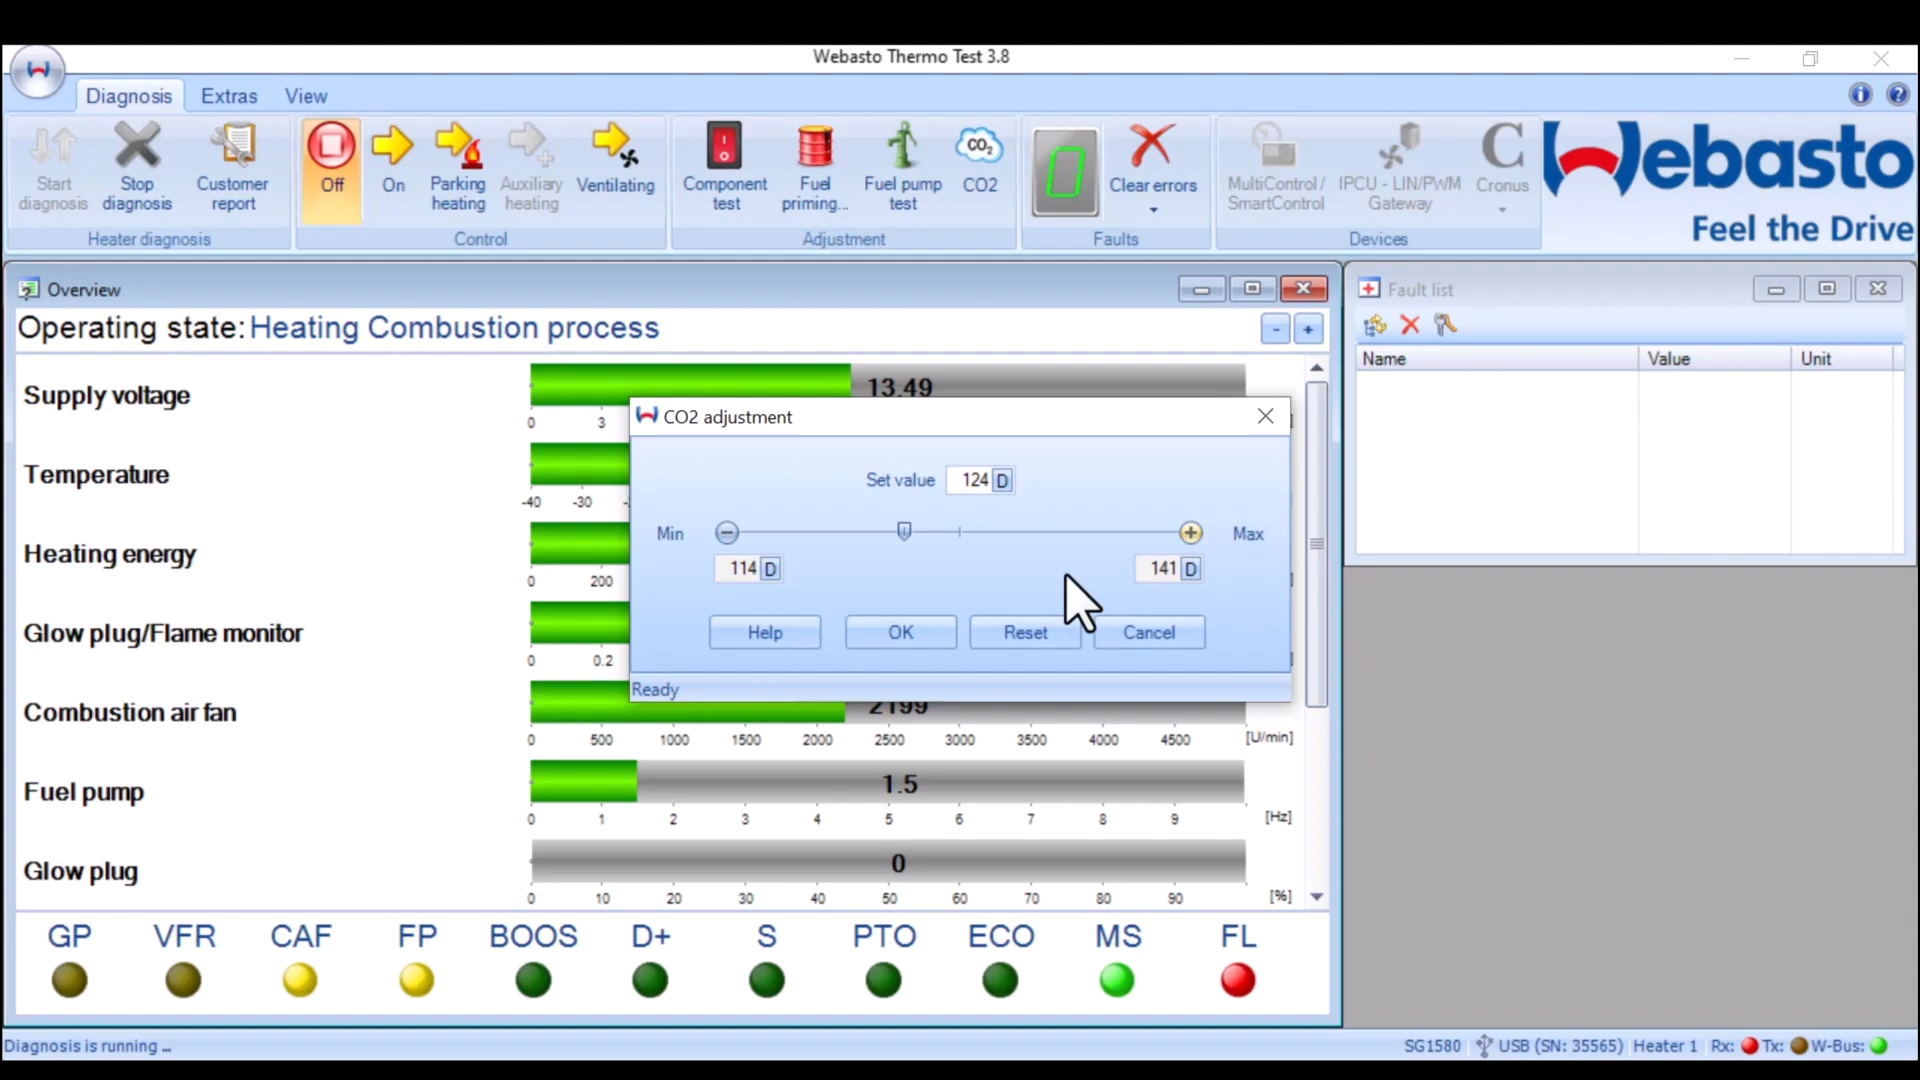 Webasto Thermo Test 3.8
Diagnosis Extras View
Start diagnosis
Stop diagnosis
Customer report
Heater diagnosis
Off
On
Parking heating
Auxiliary heating
Ventilating
Control
Component test
Fuel priming...
Fuel pump test
CO2
CO2
Adjustment
0
Clear errors
Faults
MultiControl / SmartControl
IPCU - LIN/PWM Gateway
C
Cronus
Devices
Webasto
Feel the Drive
Overview
Operating state: Heating Combustion process
- +
Supply voltage 13.49
0 3
Temperature
-40 -30
Heating energy
0 200
Glow plug/Flame monitor
0 0.2
Combustion air fan 2199
0 500 1000 1500 2000 2500 3000 3500 4000 4500 [U/min]
Fuel pump 1.5
0 1 2 3 4 5 6 7 8 9 [Hz]
Glow plug 0
0 10 20 30 40 50 60 70 80 90 [%]
GP VFR CAF FP BOOS D+ S PTO ECO MS FL
CO2 adjustment
Set value 124 D
Min Max
114 D 141 D
Help OK Reset Cancel
Ready
Fault list
Name Value Unit
Diagnosis is running ...
SG1580 USB (SN: 35565) Heater 1 Rx: Tx: W-Bus: